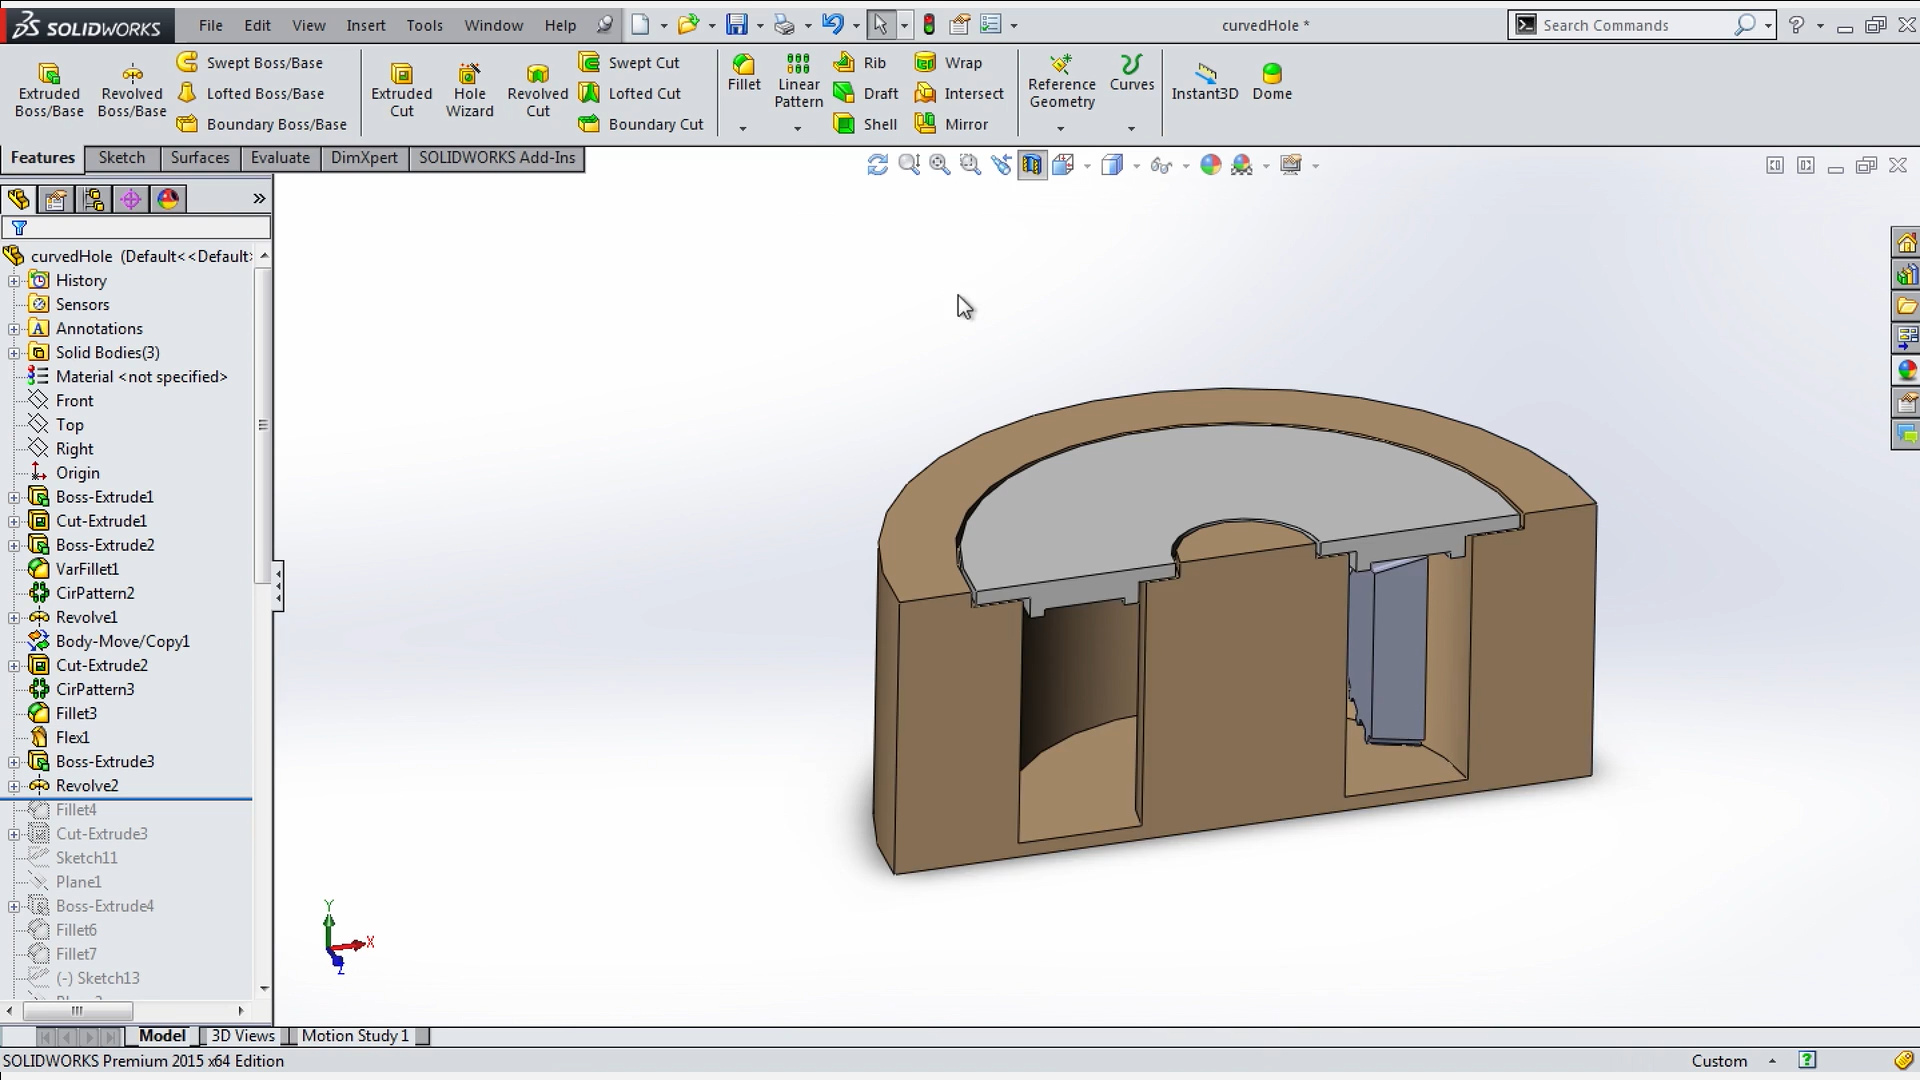 SOLIDWORKS File Edit View Insert Tools Window Help curvedHole * Search Commands
Extruded Boss/Base
Revolved Boss/Base
Swept Boss/Base
Lofted Boss/Base
Boundary Boss/Base
Extruded Cut
Hole Wizard
Revolved Cut
Swept Cut
Lofted Cut
Boundary Cut
Fillet
Linear Pattern
Rib
Draft
Shell
Wrap
Intersect
Mirror
Reference Geometry
Curves
Instant3D
Dome
Features Sketch Surfaces Evaluate DimXpert SOLIDWORKS Add-Ins
curvedHole (Default<<Default>
History
Sensors
Annotations
Solid Bodies(3)
Material <not specified>
Front
Top
Right
Origin
Boss-Extrude1
Cut-Extrude1
Boss-Extrude2
VarFillet1
CirPattern2
Revolve1
Body-Move/Copy1
Cut-Extrude2
CirPattern3
Fillet3
Flex1
Boss-Extrude3
Revolve2
Fillet4
Cut-Extrude3
Sketch11
Plane1
Boss-Extrude4
Fillet6
Fillet7
(-) Sketch13
Y
X
Z
Model 3D Views Motion Study 1
SOLIDWORKS Premium 2015 x64 Edition Custom